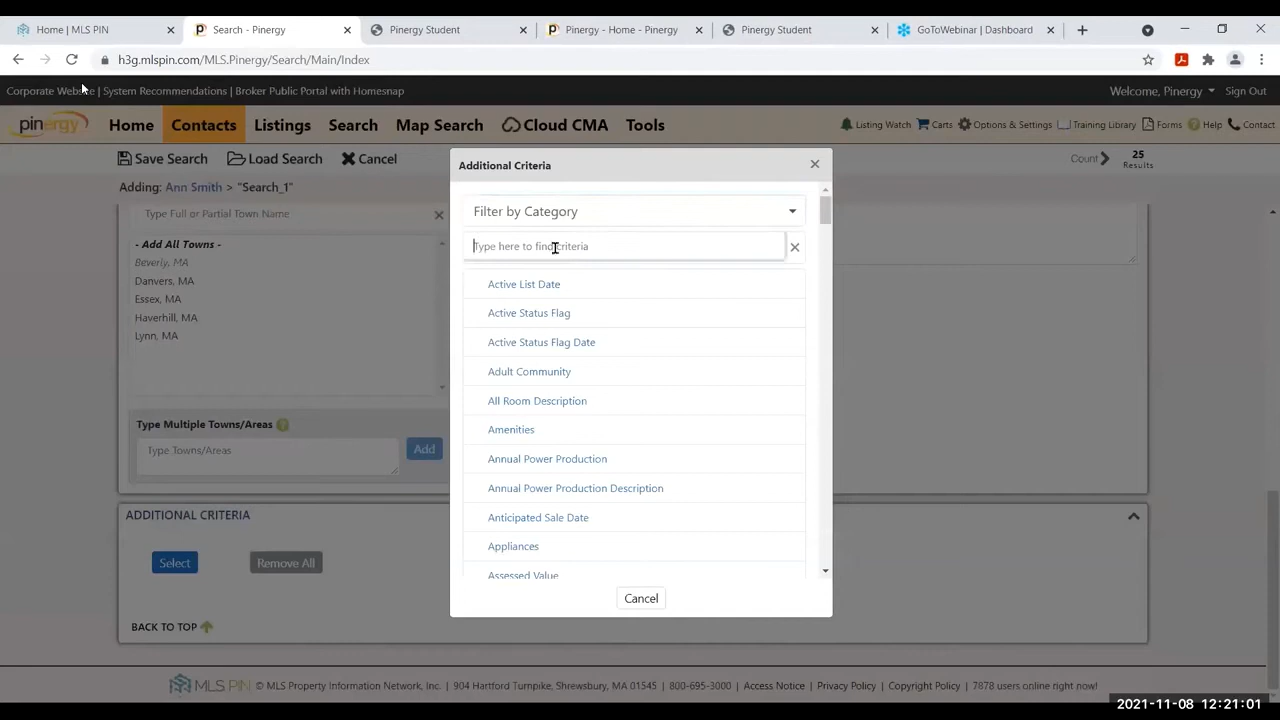 Home | MLS PIN
Search - Pinergy
Pinergy Student
Pinergy - Home - Pinergy
Pinergy Student
GoToWebinar | Dashboard
h3g.mlspin.com/MLS.Pinergy/Search/Main/Index
Corporate Website | System Recommendations | Broker Public Portal with Homesnap
Welcome, Pinergy
Sign Out
pinergy
Home
Contacts
Listings
Search
Map Search
Cloud CMA
Tools
Listing Watch
Carts
Options & Settings
Training Library
Forms
Help
Contact
Save Search
Load Search
Cancel
Count
25
Results
Adding: Ann Smith > "Search_1"
Type Full or Partial Town Name
- Add All Towns -
Beverly, MA
Danvers, MA
Essex, MA
Haverhill, MA
Lynn, MA
Type Multiple Towns/Areas
Type Towns/Areas
Add
ADDITIONAL CRITERIA
Select
Remove All
BACK TO TOP
Additional Criteria
Filter by Category
Type here to find criteria
Active List Date
Active Status Flag
Active Status Flag Date
Adult Community
All Room Description
Amenities
Annual Power Production
Annual Power Production Description
Anticipated Sale Date
Appliances
Assessed Value
Cancel
MLS PIN © MLS Property Information Network, Inc. | 904 Hartford Turnpike, Shrewsbury, MA 01545 | 800-695-3000 | Access Notice | Privacy Policy | Copyright Policy | 7878 users online right now!
2021-11-08 12:21:01